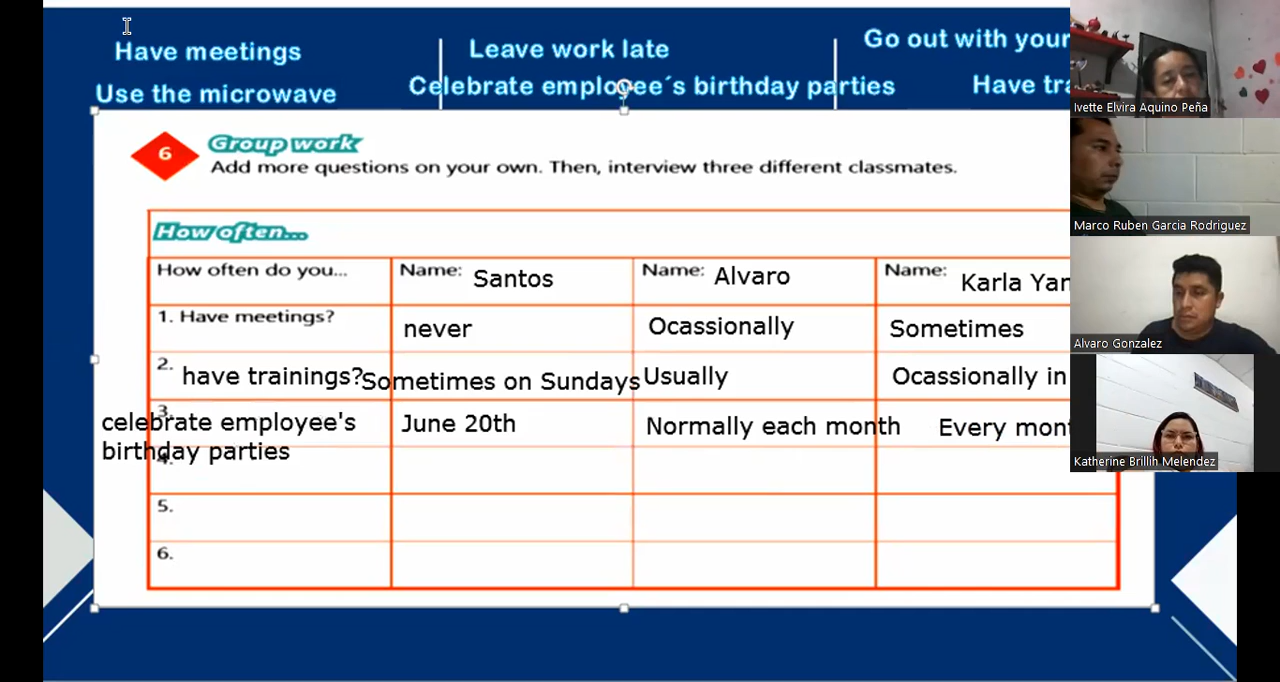 Have meetings
Leave work late
Go out with your
Use the microwave
Celebrate employee´s birthday parties
Have tra
6
Group work
Add more questions on your own. Then, interview three different classmates.
How often...
How often do you...
Name: Santos
Name: Alvaro
Name: Karla Yan
1. Have meetings?
never
Ocassionally
Sometimes
2. have trainings?
Sometimes on Sundays
Usually
Ocassionally in
3. celebrate employee's
birthday parties
June 20th
Normally each month
Every mont
4.
5.
6.
Ivette Elvira Aquino Peña
Marco Ruben Garcia Rodriguez
Alvaro Gonzalez
Katherine Brillih Melendez